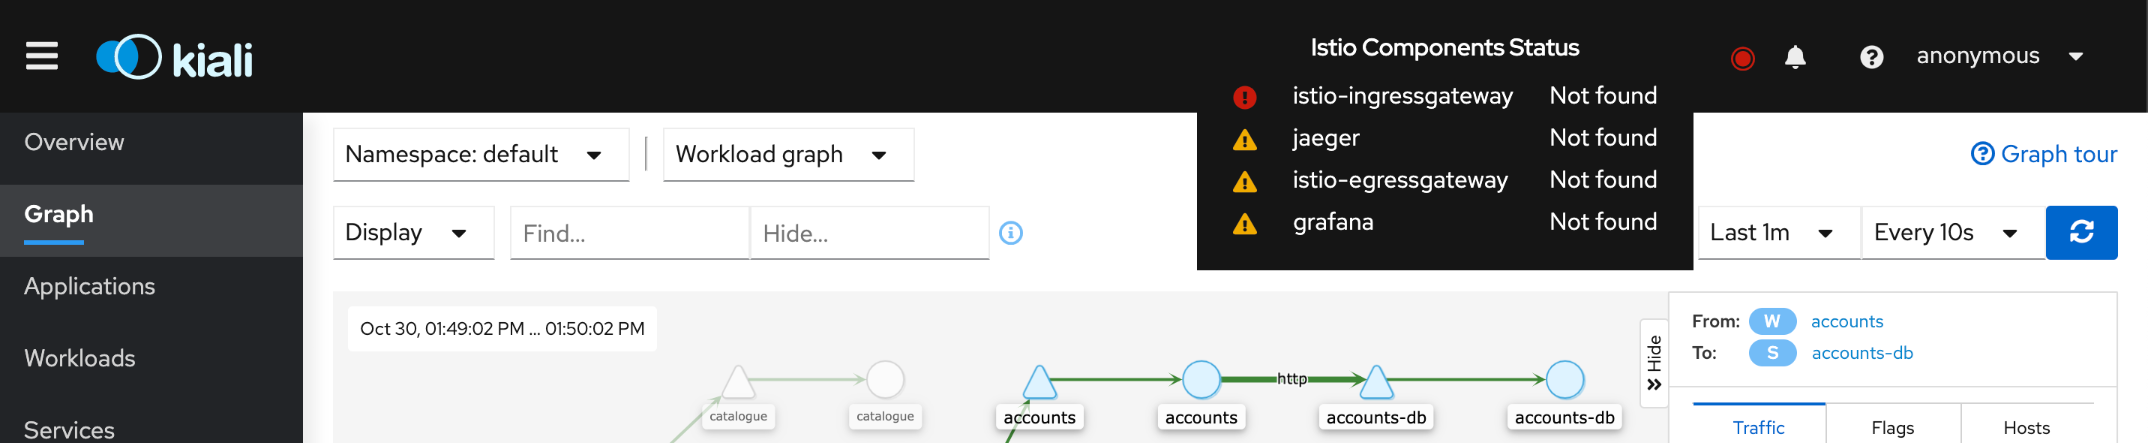 kiali
Istio Components Status
istio-ingressgateway Not found
jaeger Not found
istio-egressgateway Not found
grafana Not found
anonymous
Overview
Graph
Applications
Workloads
Services
Namespace: default
Workload graph
Graph tour
Display
Find...
Hide...
Last 1m
Every 10s
Oct 30, 01:49:02 PM ... 01:50:02 PM
catalogue
catalogue
accounts
accounts
http
accounts-db
accounts-db
Hide
From: W accounts
To: S accounts-db
Traffic
Flags
Hosts